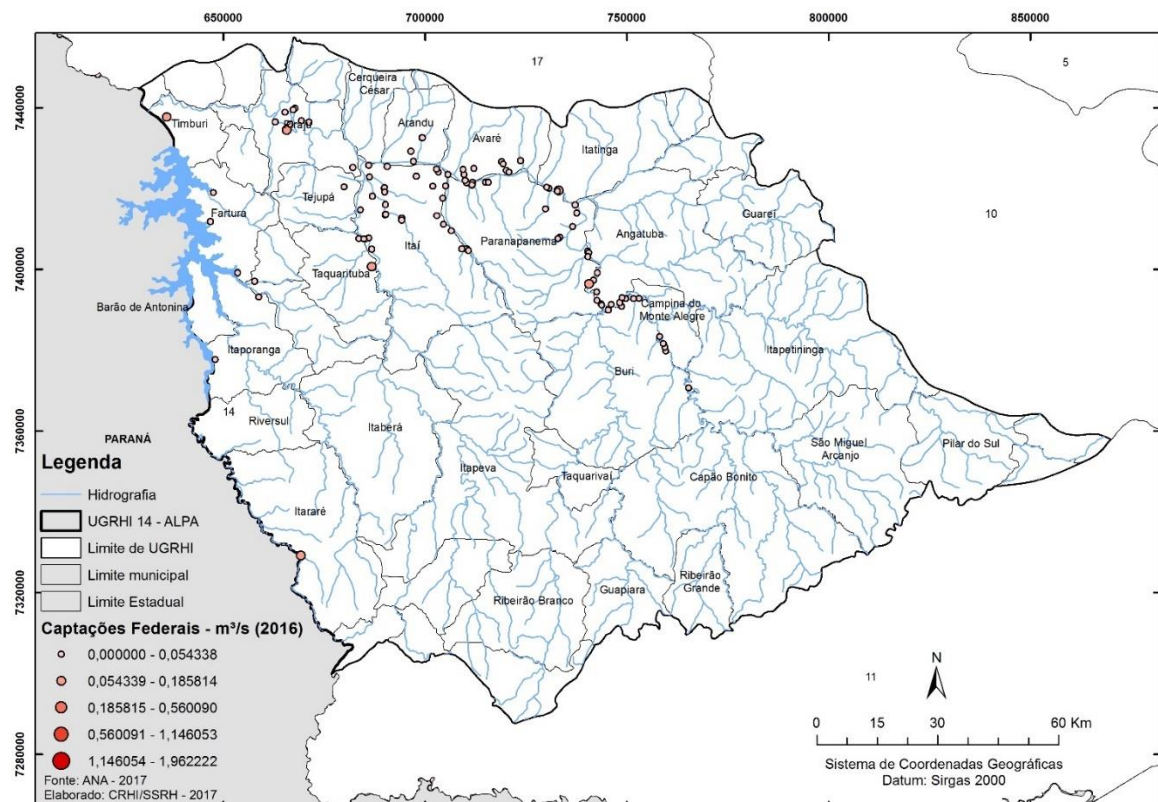 650000 700000 750000 800000 850000
17
5
Cerqueira
César
7440000
Timburi
Piraju
Arandu
Avaré
Itatinga
Tejupá
Fartura
Guareí
10
Itaí
Paranapanema
Angatuba
7400000
Taquarituba
Barão de Antonina
Campina do
Monte Alegre
Itaporanga
Buri
Itapetininga
14
Riversul
Itaberá
7360000
PARANÁ
São Miguel
Arcanjo
Pilar do Sul
Itapeva
Taquarivaí
Capão Bonito
Itararé
Ribeirão
Grande
Guapiara
Ribeirão Branco
7320000
11
7280000
Legenda
Hidrografia
UGRHI 14 - ALPA
Limite de UGRHI
Limite municipal
Limite Estadual
Captações Federais - m³/s (2016)
0,000000 - 0,054338
0,054339 - 0,185814
0,185815 - 0,560090
0,560091 - 1,146053
1,146054 - 1,962222
Fonte: ANA - 2017
Elaborado: CRHI/SSRH - 2017
N
0 15 30 60 Km
Sistema de Coordenadas Geográficas
Datum: Sirgas 2000